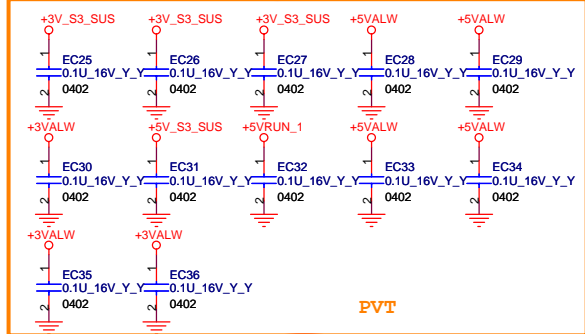 +3V_S3_SUS +3V_S3_SUS +3V_S3_SUS +5VALW +5VALW
1 1 1 1 1
EC25 EC26 EC27 EC28 EC29
0.1U_16V_Y_Y 0.1U_16V_Y_Y 0.1U_16V_Y_Y 0.1U_16V_Y_Y 0.1U_16V_Y_Y
2 0402 2 0402 2 0402 2 0402 2 0402
+3VALW +5V_S3_SUS +5VRUN_1 +5VALW +5VALW
1 1 1 1 1
EC30 EC31 EC32 EC33 EC34
0.1U_16V_Y_Y 0.1U_16V_Y_Y 0.1U_16V_Y_Y 0.1U_16V_Y_Y 0.1U_16V_Y_Y
2 0402 2 0402 2 0402 2 0402 2 0402
+3VALW +3VALW
1 1
EC35 EC36
0.1U_16V_Y_Y 0.1U_16V_Y_Y
2 0402 2 0402
PVT